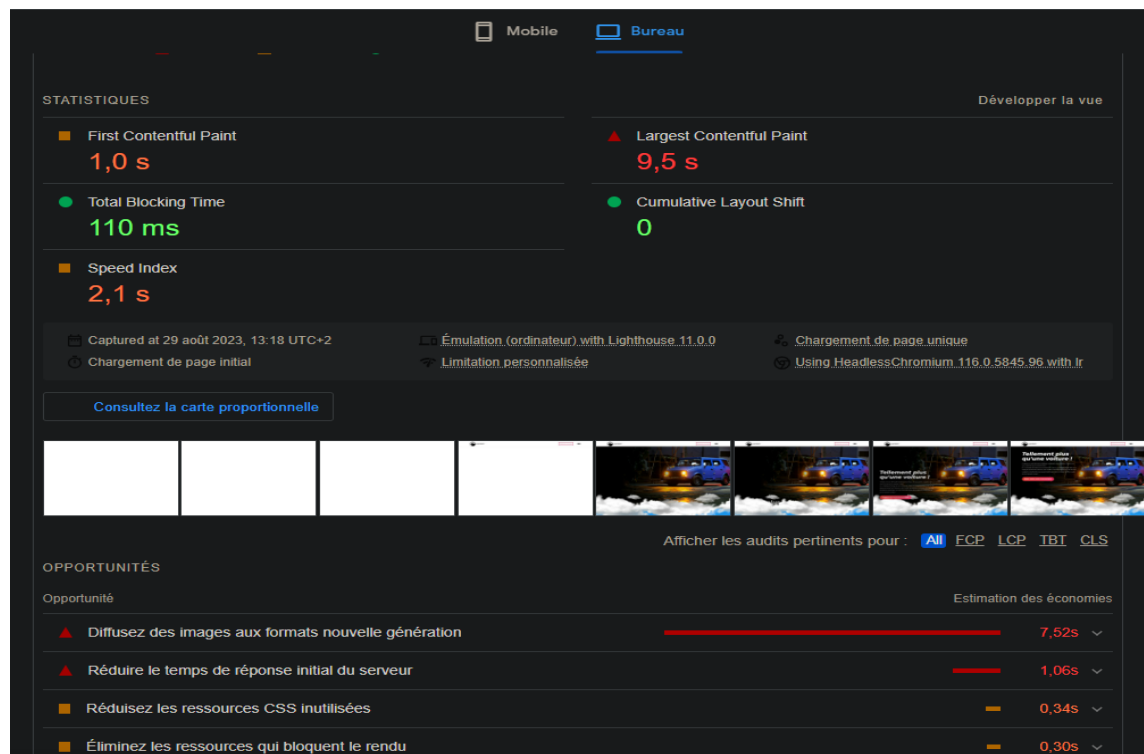 Mobile
Bureau
STATISTIQUES
Développer la vue
First Contentful Paint
1,0 s
Largest Contentful Paint
9,5 s
Total Blocking Time
110 ms
Cumulative Layout Shift
0
Speed Index
2,1 s
Captured at 29 août 2023, 13:18 UTC+2
Émulation (ordinateur) with Lighthouse 11.0.0
Chargement de page unique
Chargement de page initial
Limitation personnalisée
Using HeadlessChromium 116.0.5845.96 with lr
Consultez la carte proportionnelle
Tellement plus
qu'une voiture !
Tellement plus
qu'une voiture !
Afficher les audits pertinents pour : All FCP LCP TBT CLS
OPPORTUNITÉS
Opportunité
Estimation des économies
Diffusez des images aux formats nouvelle génération
7,52s
Réduire le temps de réponse initial du serveur
1,06s
Réduisez les ressources CSS inutilisées
0,34s
Éliminez les ressources qui bloquent le rendu
0,30s